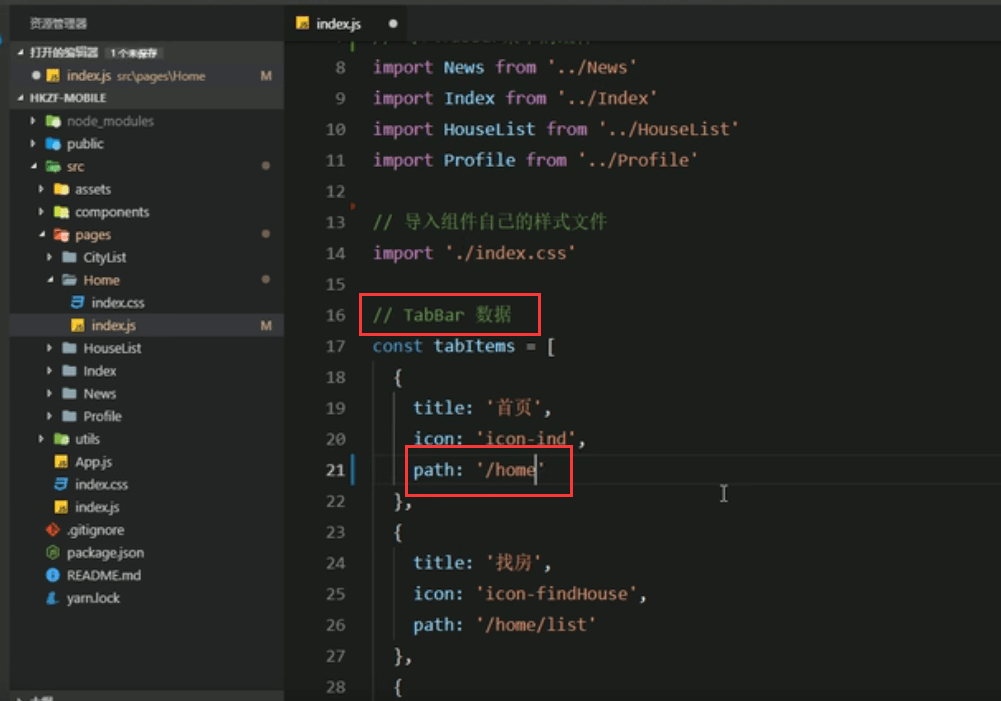 资源管理器
打开的编辑器 1 个未保存
index.js src\pages\Home M
HKZF-MOBILE
node_modules
public
src
assets
components
pages
CityList
Home
index.css
index.js M
HouseList
Index
News
Profile
utils
App.js
index.css
index.js
.gitignore
package.json
README.md
yarn.lock
index.js
8 import News from '../News'
9 import Index from '../Index'
10 import HouseList from '../HouseList'
11 import Profile from '../Profile'
12
13 // 导入组件自己的样式文件
14 import './index.css'
15
16 // TabBar 数据
17 const tabItems = [
18 {
19 title: '首页',
20 icon: 'icon-ind',
21 path: '/home'
22 },
23 {
24 title: '找房',
25 icon: 'icon-findHouse',
26 path: '/home/list'
27 },
28 {